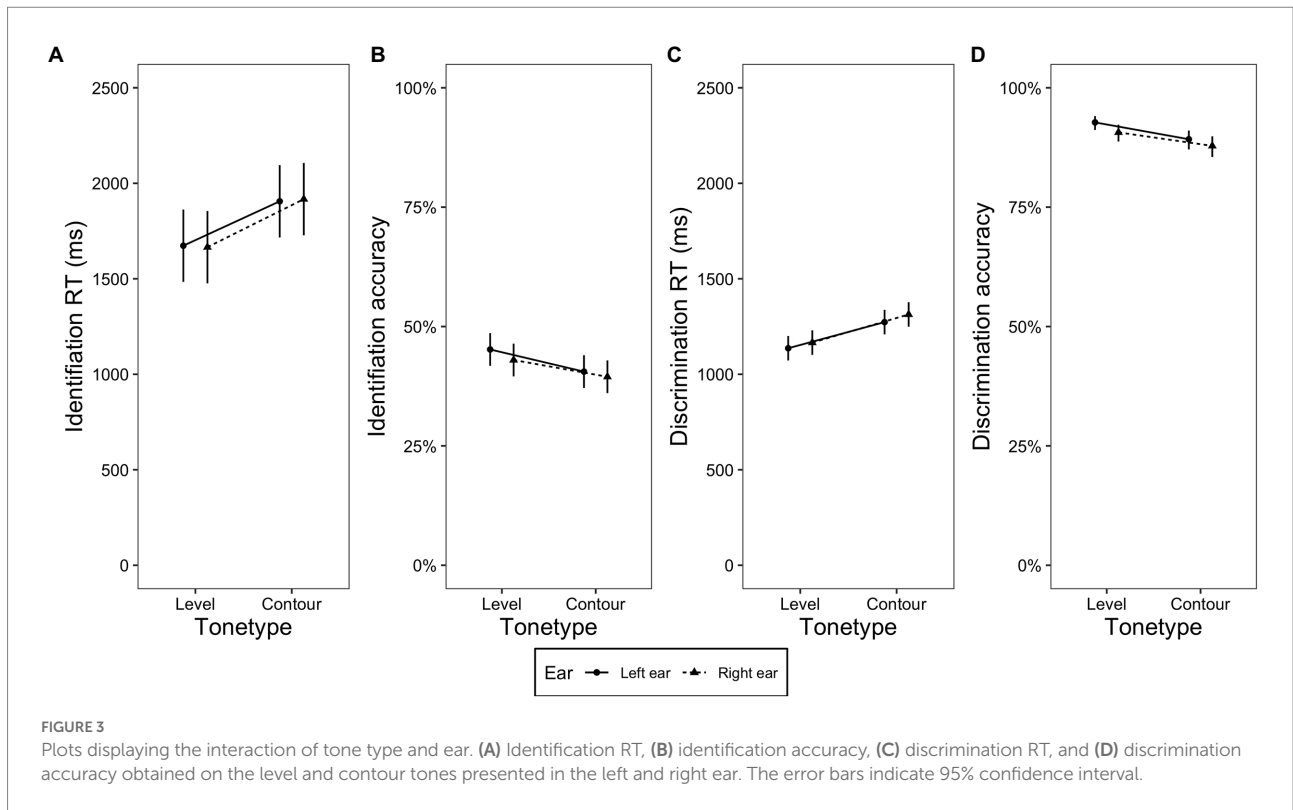 A
B
C
D
Identifiation RT (ms)
2500
2000
1500
1000
500
0
Level Contour
Tonetype
Identifiation accuracy
100%
75%
50%
25%
0%
Level Contour
Tonetype
Discrimination RT (ms)
2500
2000
1500
1000
500
0
Level Contour
Tonetype
Discrimination accuracy
100%
75%
50%
25%
0%
Level Contour
Tonetype
Ear Left ear Right ear
FIGURE 3
Plots displaying the interaction of tone type and ear. (A) Identification RT, (B) identification accuracy, (C) discrimination RT, and (D) discrimination
accuracy obtained on the level and contour tones presented in the left and right ear. The error bars indicate 95% confidence interval.